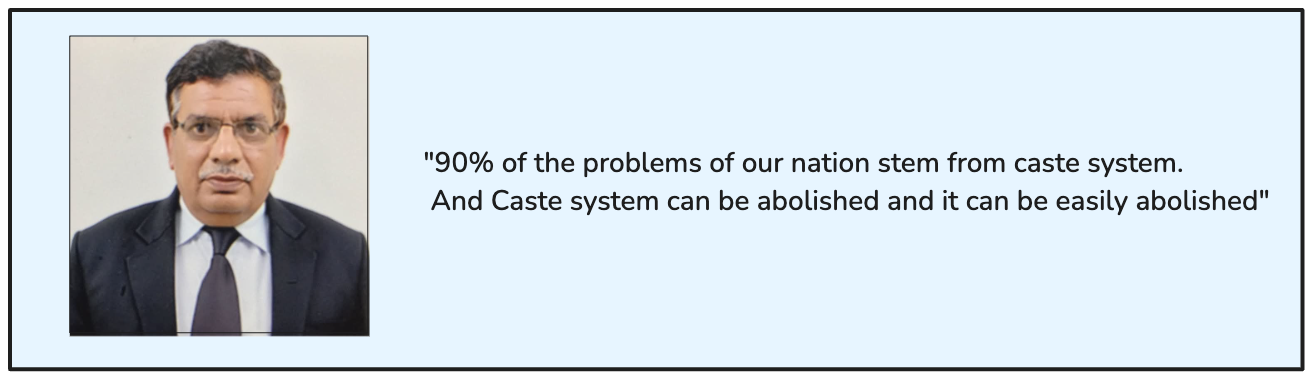 "90% of the problems of our nation stem from caste system.
And Caste system can be abolished and it can be easily abolished"